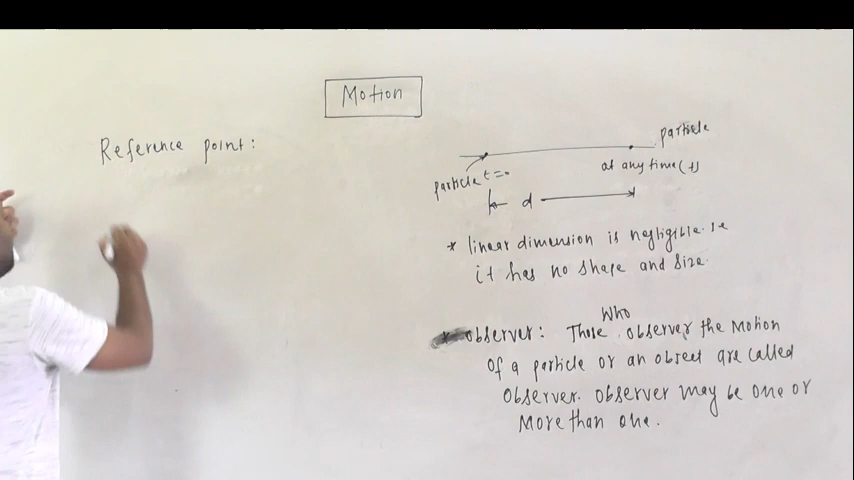 Motion
Reference point:
particle
at any time (t)
particle t=0
d
* linear dimension is negligible. i.e
it has no shape and size.
Who
* observer: Those observer the Motion
of a particle or an object are called
observer. observer may be one or
More than one.